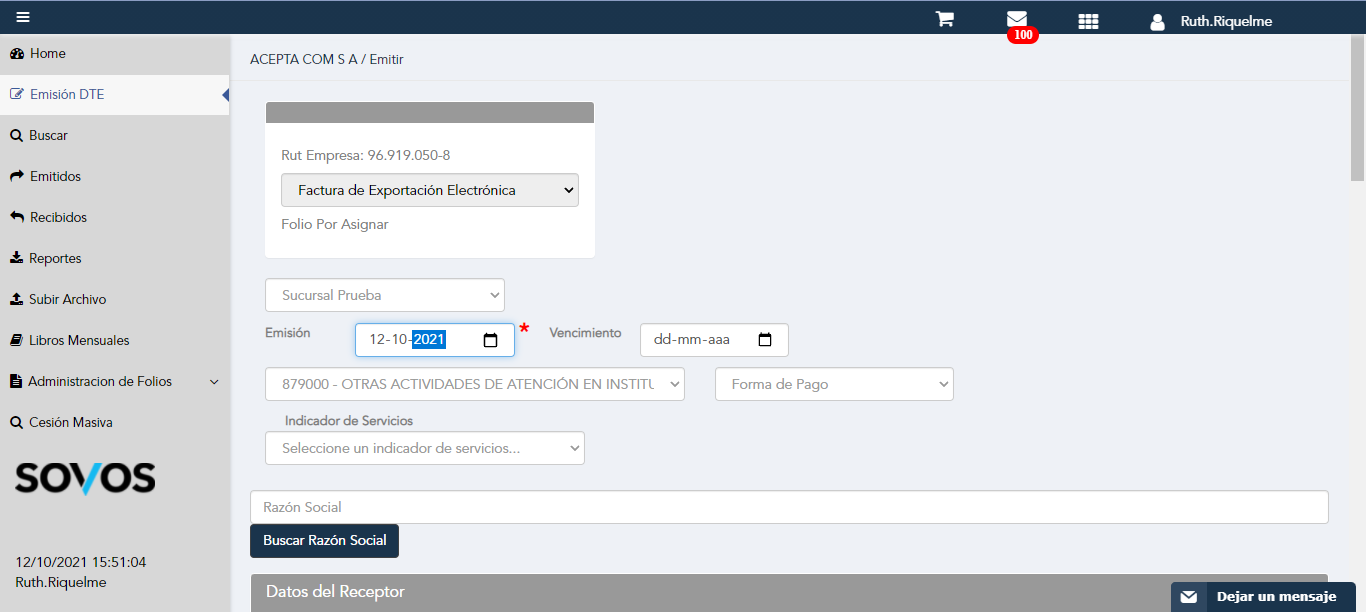 100
Ruth.Riquelme
Home
Emisión DTE
Buscar
Emitidos
Recibidos
Reportes
Subir Archivo
Libros Mensuales
Administracion de Folios
Cesión Masiva
SOVOS
12/10/2021 15:51:04
Ruth.Riquelme
ACEPTA COM S A / Emitir
Rut Empresa: 96.919.050-8
Factura de Exportación Electrónica
Folio Por Asignar
Sucursal Prueba
Emisión 12-10-2021 * Vencimiento dd-mm-aaa
879000 - OTRAS ACTIVIDADES DE ATENCIÓN EN INSTITU Forma de Pago
Indicador de Servicios
Seleccione un indicador de servicios...
Razón Social
Buscar Razón Social
Datos del Receptor
Dejar un mensaje